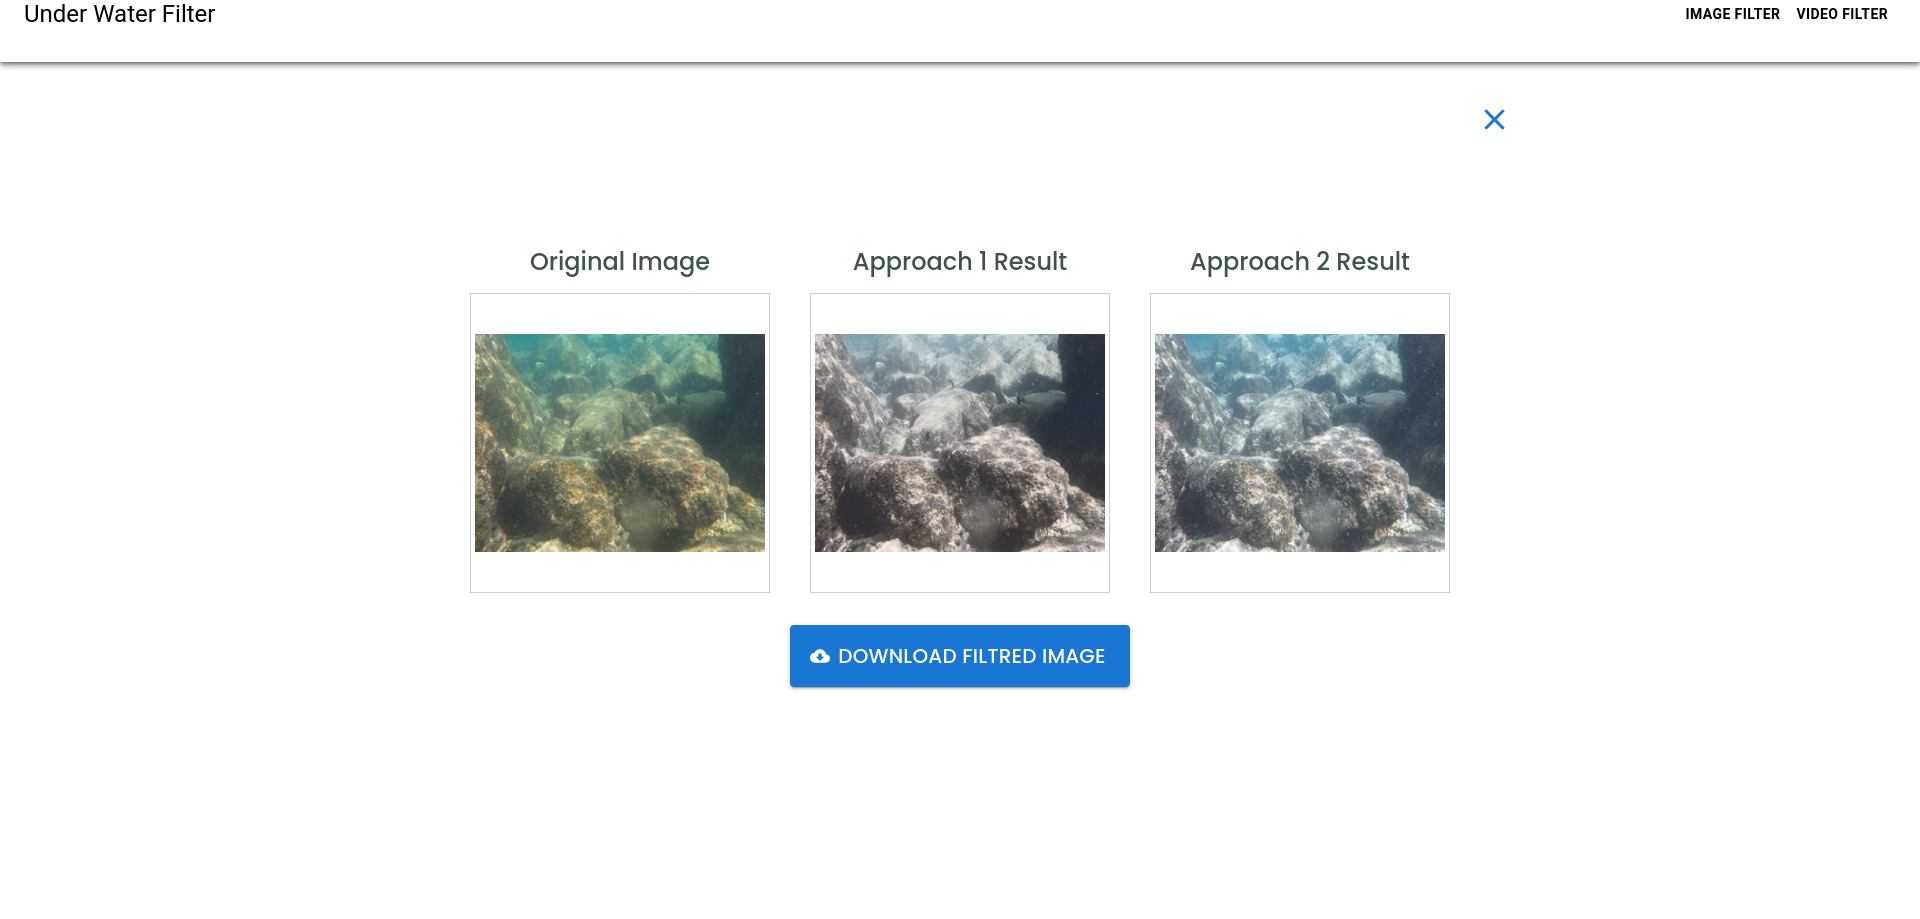 Under Water Filter
IMAGE FILTER VIDEO FILTER
Original Image
Approach 1 Result
Approach 2 Result
DOWNLOAD FILTRED IMAGE